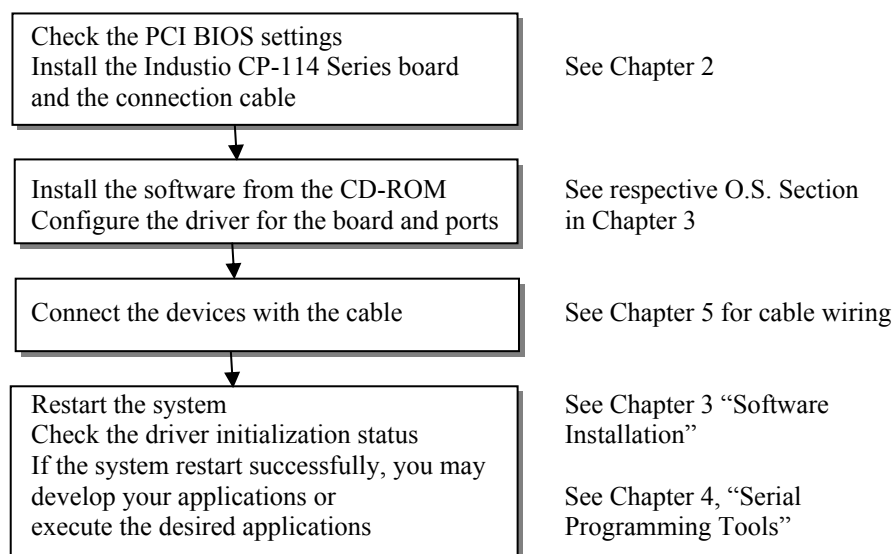 Check the PCI BIOS settings
Install the Industio CP-114 Series board
and the connection cable
See Chapter 2
Install the software from the CD-ROM
Configure the driver for the board and ports
See respective O.S. Section
in Chapter 3
Connect the devices with the cable
See Chapter 5 for cable wiring
Restart the system
Check the driver initialization status
If the system restart successfully, you may
develop your applications or
execute the desired applications
See Chapter 3 “Software
Installation”
See Chapter 4, “Serial
Programming Tools”